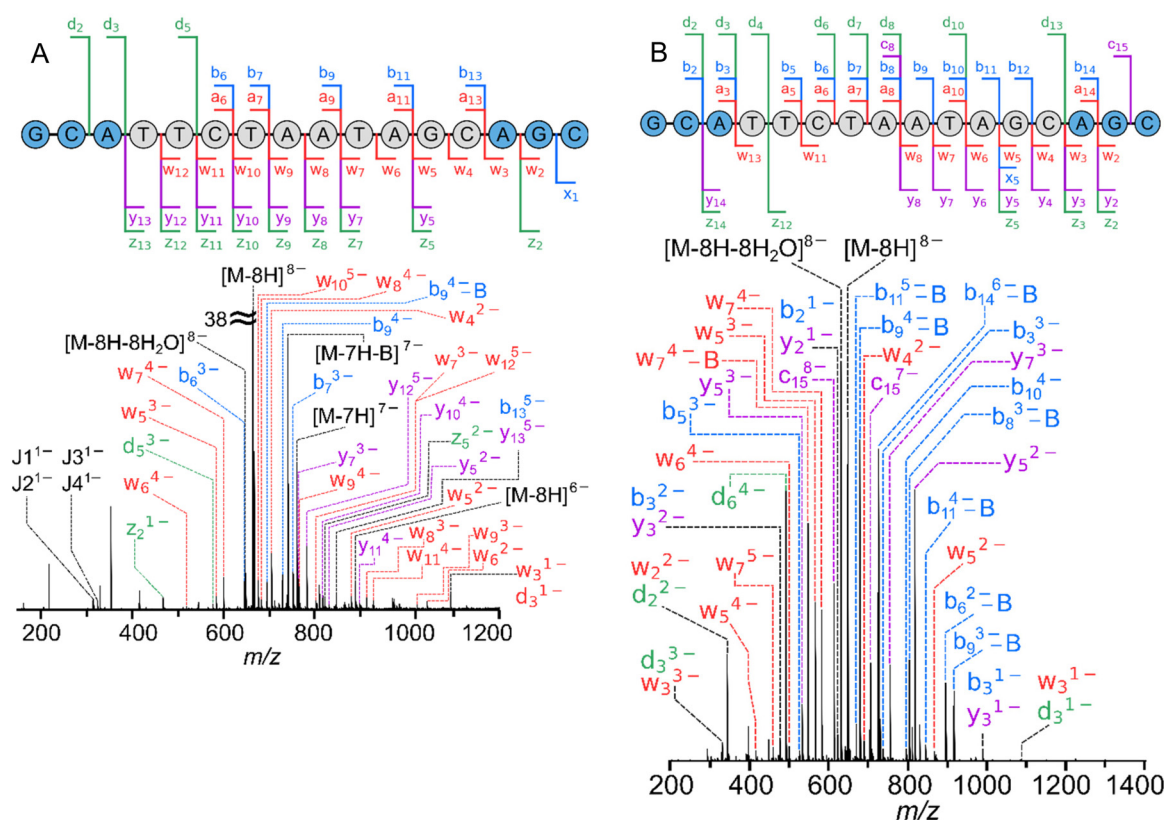 A
d2 d3 d5
b6 b7 b9 b11 b13
a6 a7 a9 a11 a13
G C A T T C T A A T A G C A G C
w12 w11 w10 w9 w8 w7 w6 w5 w4 w3 w2
x1
y13 y12 y11 y10 y9 y8 y7 y5
z13 z12 z11 z10 z9 z8 z7 z5 z2
[M-8H]8−
w10 5−
w8 4−
b9 4−–B
38
w4 2−
[M-8H-8H2O]8−
b9 4−
[M-7H-B]7−
w7 4−
b6 3−
b7 3−
w7 3−
w12 5−
y12 5−
w5 3−
[M-7H]7−
y10 4−
b13 5−
d5 3−
z5 2−
y13 5−
J1 1− J3 1−
J2 1− J4 1−
w6 4−
y7 3−
y5 2−
w9 4−
w5 2−
[M-8H]6−
z2 1−
y11 4−
w8 3−
w9 3−
w11 4−
w6 2−
w3 1−
d3 1−
200 400 600 800 1000 1200
m/z
B
d2 d3 d4 d6 d7 d8 d10 d13
c8 c15
b2 b3 b5 b6 b7 b8 b9 b10 b11 b12 b14
a3 a5 a6 a7 a8 a10 a14
G C A T T C T A A T A G C A G C
w13 w11 w8 w7 w6 w5 w4 w3 w2
x5
y14 y8 y7 y6 y5 y4 y3 y2
z14 z12 z5 z3 z2
[M-8H-8H2O]8−
[M-8H]8−
w7 4−
b2 1−
b11 5−–B
b14 6−–B
w5 3−
y2 1−
b9 4−–B
b3 3−
w7 4−–B
c15 8−
w4 2−
y7 3−
y5 3−
c15 7−
b10 4−
b5 3−
b8 3−–B
w6 4−
y5 2−
b3 2−
d6 4−
y3 2−
b11 4−–B
w2 2−
w7 5−
w5 2−
d2 2−
w5 4−
b6 2−–B
b9 3−–B
d3 3−
b3 1−
w3 1−
w3 3−
y3 1−
d3 1−
200 400 600 800 1000 1200 1400
m/z